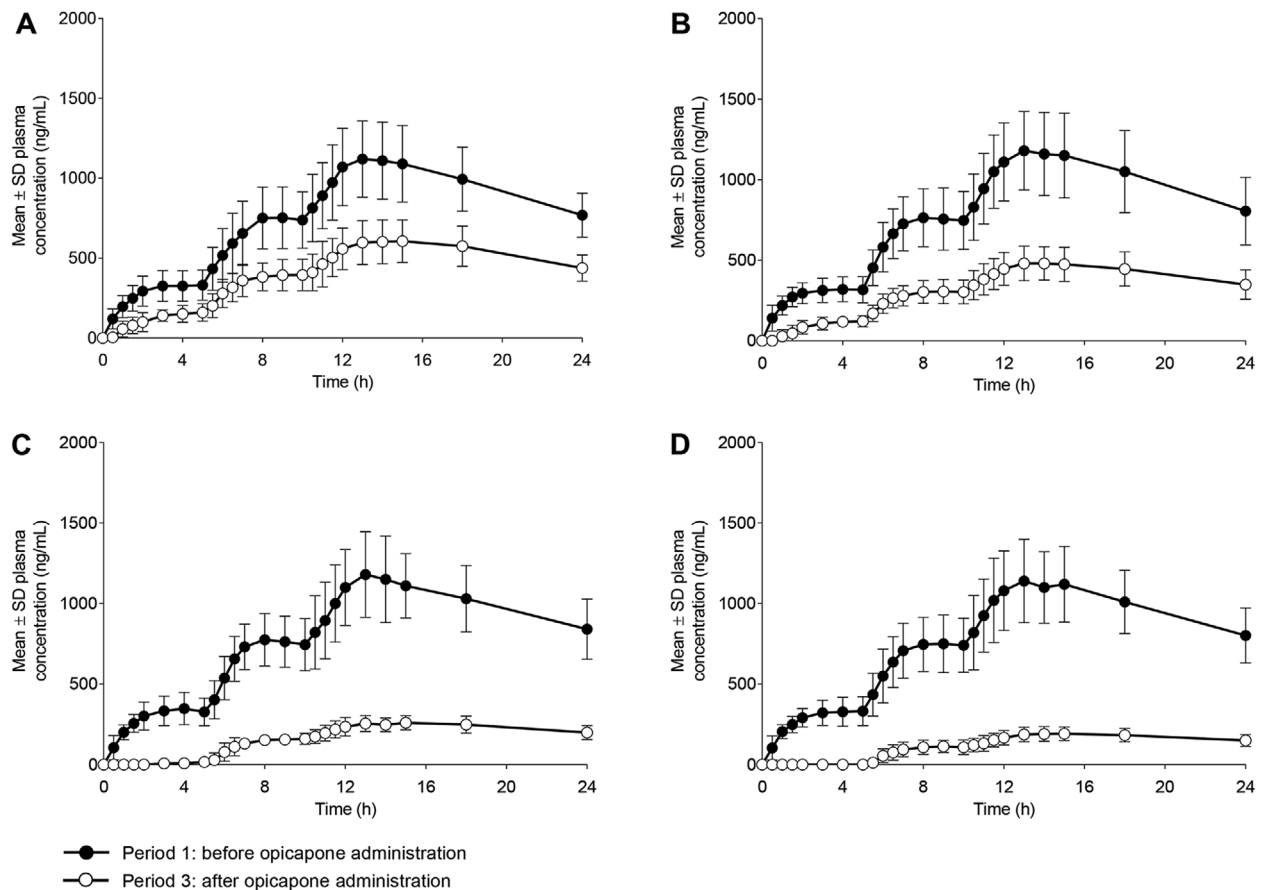 A
2000
1500
1000
500
0
Mean ± SD plasma
concentration (ng/mL)
0 4 8 12 16 20 24
Time (h)
B
2000
1500
1000
500
0
Mean ± SD plasma
concentration (ng/mL)
0 4 8 12 16 20 24
Time (h)
C
2000
1500
1000
500
0
Mean ± SD plasma
concentration (ng/mL)
0 4 8 12 16 20 24
Time (h)
D
2000
1500
1000
500
0
Mean ± SD plasma
concentration (ng/mL)
0 4 8 12 16 20 24
Time (h)
Period 1: before opicapone administration
Period 3: after opicapone administration